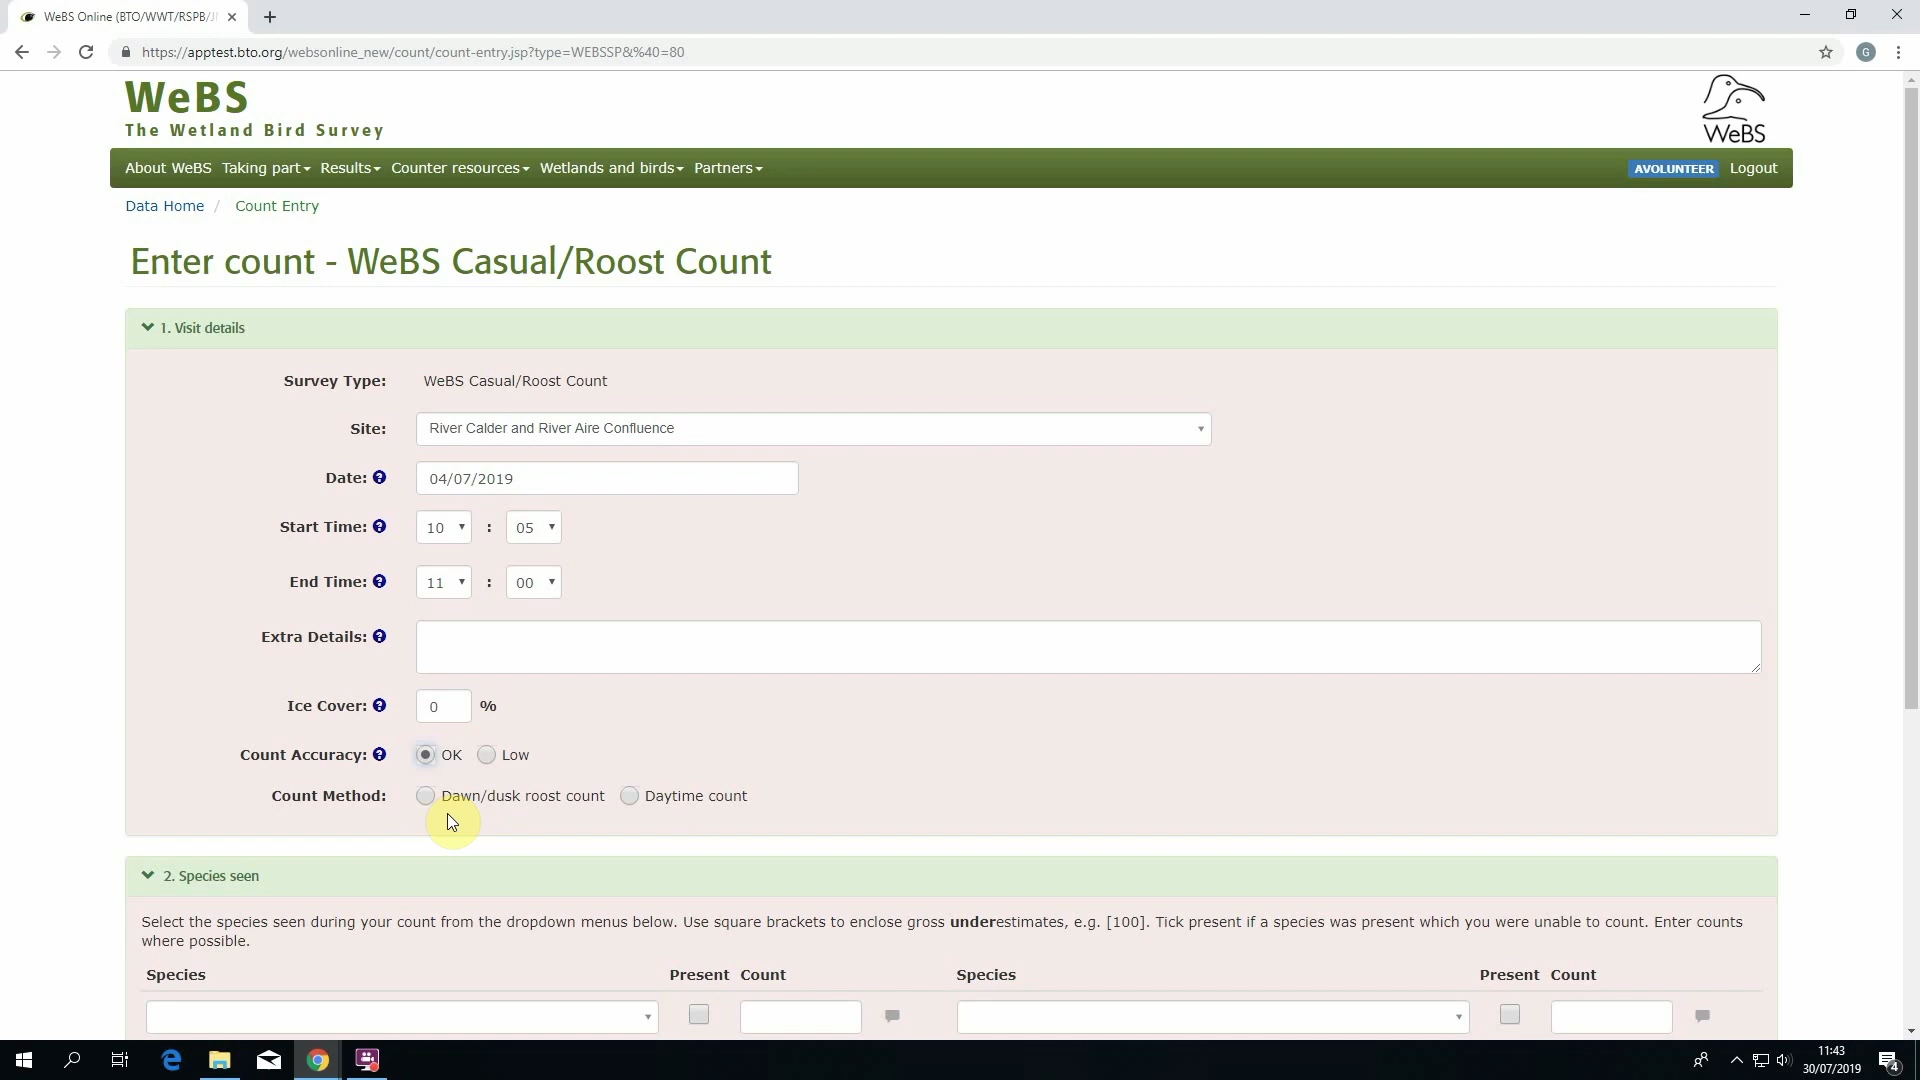 WeBS Online (BTO/WWT/RSPB/J
https://apptest.bto.org/websonline_new/count/count-entry.jsp?type=WEBSSP&%40=80
G
WeBS
The Wetland Bird Survey
WeBS
About WeBS Taking part Results Counter resources Wetlands and birds Partners AVOLUNTEER Logout
Data Home / Count Entry
Enter count - WeBS Casual/Roost Count
1. Visit details
Survey Type: WeBS Casual/Roost Count
Site: River Calder and River Aire Confluence
Date: ? 04/07/2019
Start Time: ? 10 : 05
End Time: ? 11 : 00
Extra Details: ?
Ice Cover: ? 0 %
Count Accuracy: ? OK Low
Count Method: Dawn/dusk roost count Daytime count
2. Species seen
Select the species seen during your count from the dropdown menus below. Use square brackets to enclose gross underestimates, e.g. [100]. Tick present if a species was present which you were unable to count. Enter counts
where possible.
Species Present Count Species Present Count
11:43
30/07/2019
4